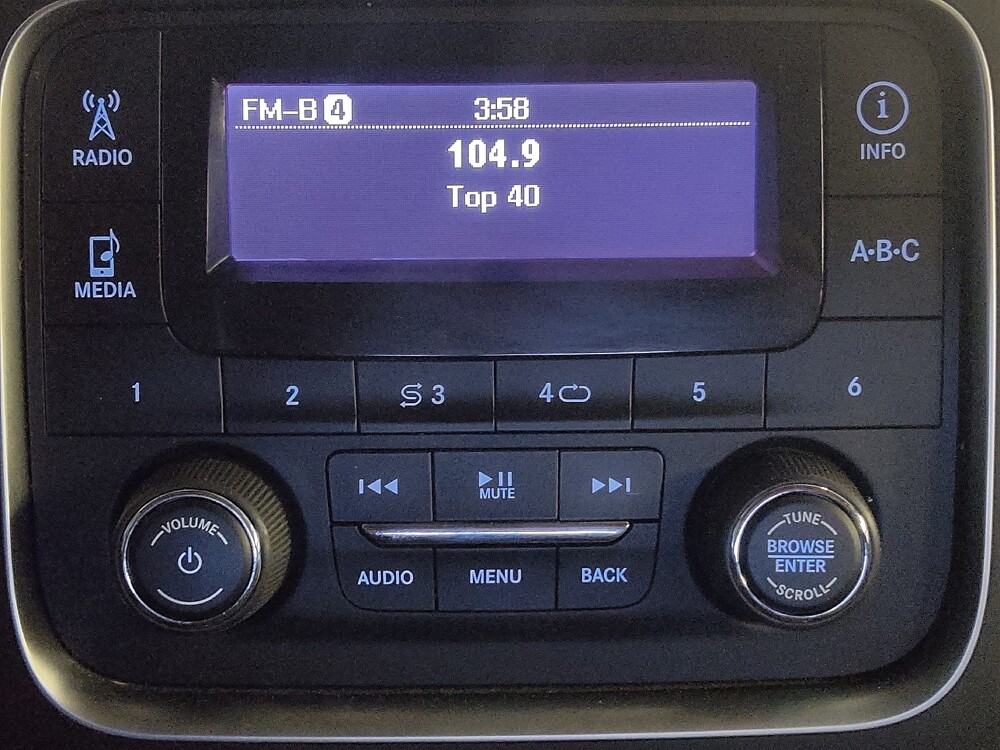 RADIO
FM-B 4 3:58
INFO
104.9
Top 40
MEDIA
A•B•C
1 2 3 4 5 6
MUTE
VOLUME
TUNE
BROWSE
ENTER
SCROLL
AUDIO MENU BACK